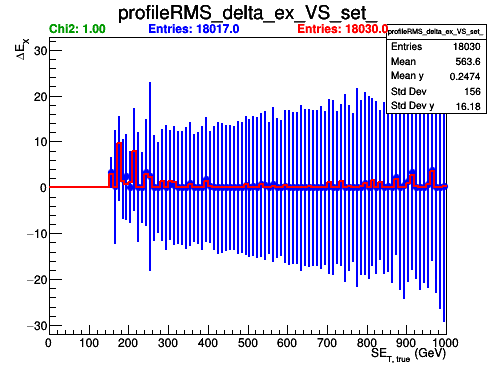 profileRMS_delta_ex_VS_set_
Chi2: 1.00 Entries: 18017.0 Entries: 18030.0
profileRMS_delta_ex_VS_set_
Entries 18030
Mean 563.6
Mean y 0.2474
Std Dev 156
Std Dev y 16.18
ΔEX
30
20
10
0
−10
−20
−30
0 100 200 300 400 500 600 700 800 900 1000
SET, true (GeV)